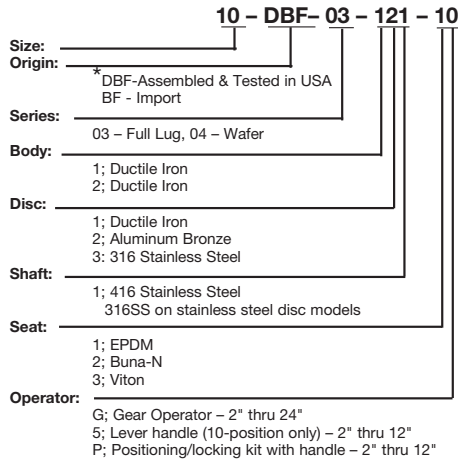 10 – DBF– 03 – 121 – 10
Size:
Origin:
*DBF-Assembled & Tested in USA
BF - Import
Series:
03 – Full Lug, 04 – Wafer
Body:
1; Ductile Iron
2; Ductile Iron
Disc:
1; Ductile Iron
2; Aluminum Bronze
3: 316 Stainless Steel
Shaft:
1; 416 Stainless Steel
316SS on stainless steel disc models
Seat:
1; EPDM
2; Buna-N
3; Viton
Operator:
G; Gear Operator – 2" thru 24"
5; Lever handle (10-position only) – 2" thru 12"
P; Positioning/locking kit with handle – 2" thru 12"